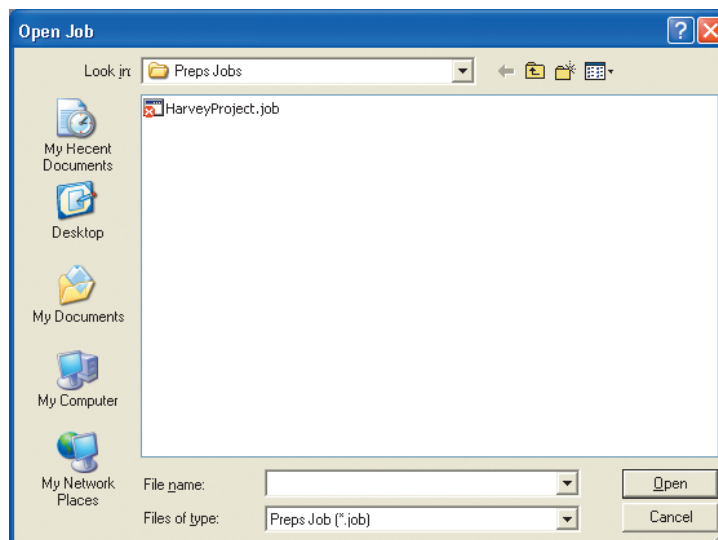 Open Job
Look in:
Preps Jobs
HarveyProject.job
My Recent
Documents
Desktop
My Documents
My Computer
My Network
Places
File name:
Open
Files of type:
Preps Job (*.job)
Cancel